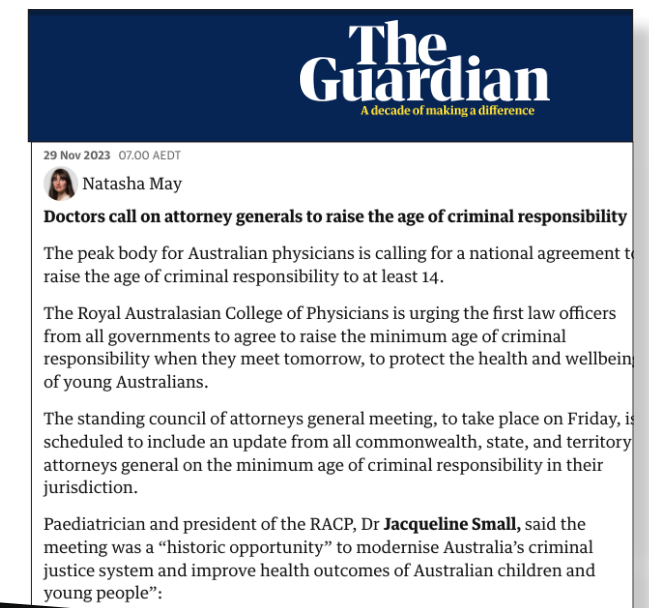 The
Guardian
A decade of making a difference
29 Nov 2023 07.00 AEDT
Natasha May
Doctors call on attorney generals to raise the age of criminal responsibility
The peak body for Australian physicians is calling for a national agreement to
raise the age of criminal responsibility to at least 14.
The Royal Australasian College of Physicians is urging the first law officers
from all governments to agree to raise the minimum age of criminal
responsibility when they meet tomorrow, to protect the health and wellbeing
of young Australians.
The standing council of attorneys general meeting, to take place on Friday, is
scheduled to include an update from all commonwealth, state, and territory
attorneys general on the minimum age of criminal responsibility in their
jurisdiction.
Paediatrician and president of the RACP, Dr Jacqueline Small, said the
meeting was a “historic opportunity” to modernise Australia’s criminal
justice system and improve health outcomes of Australian children and
young people”: